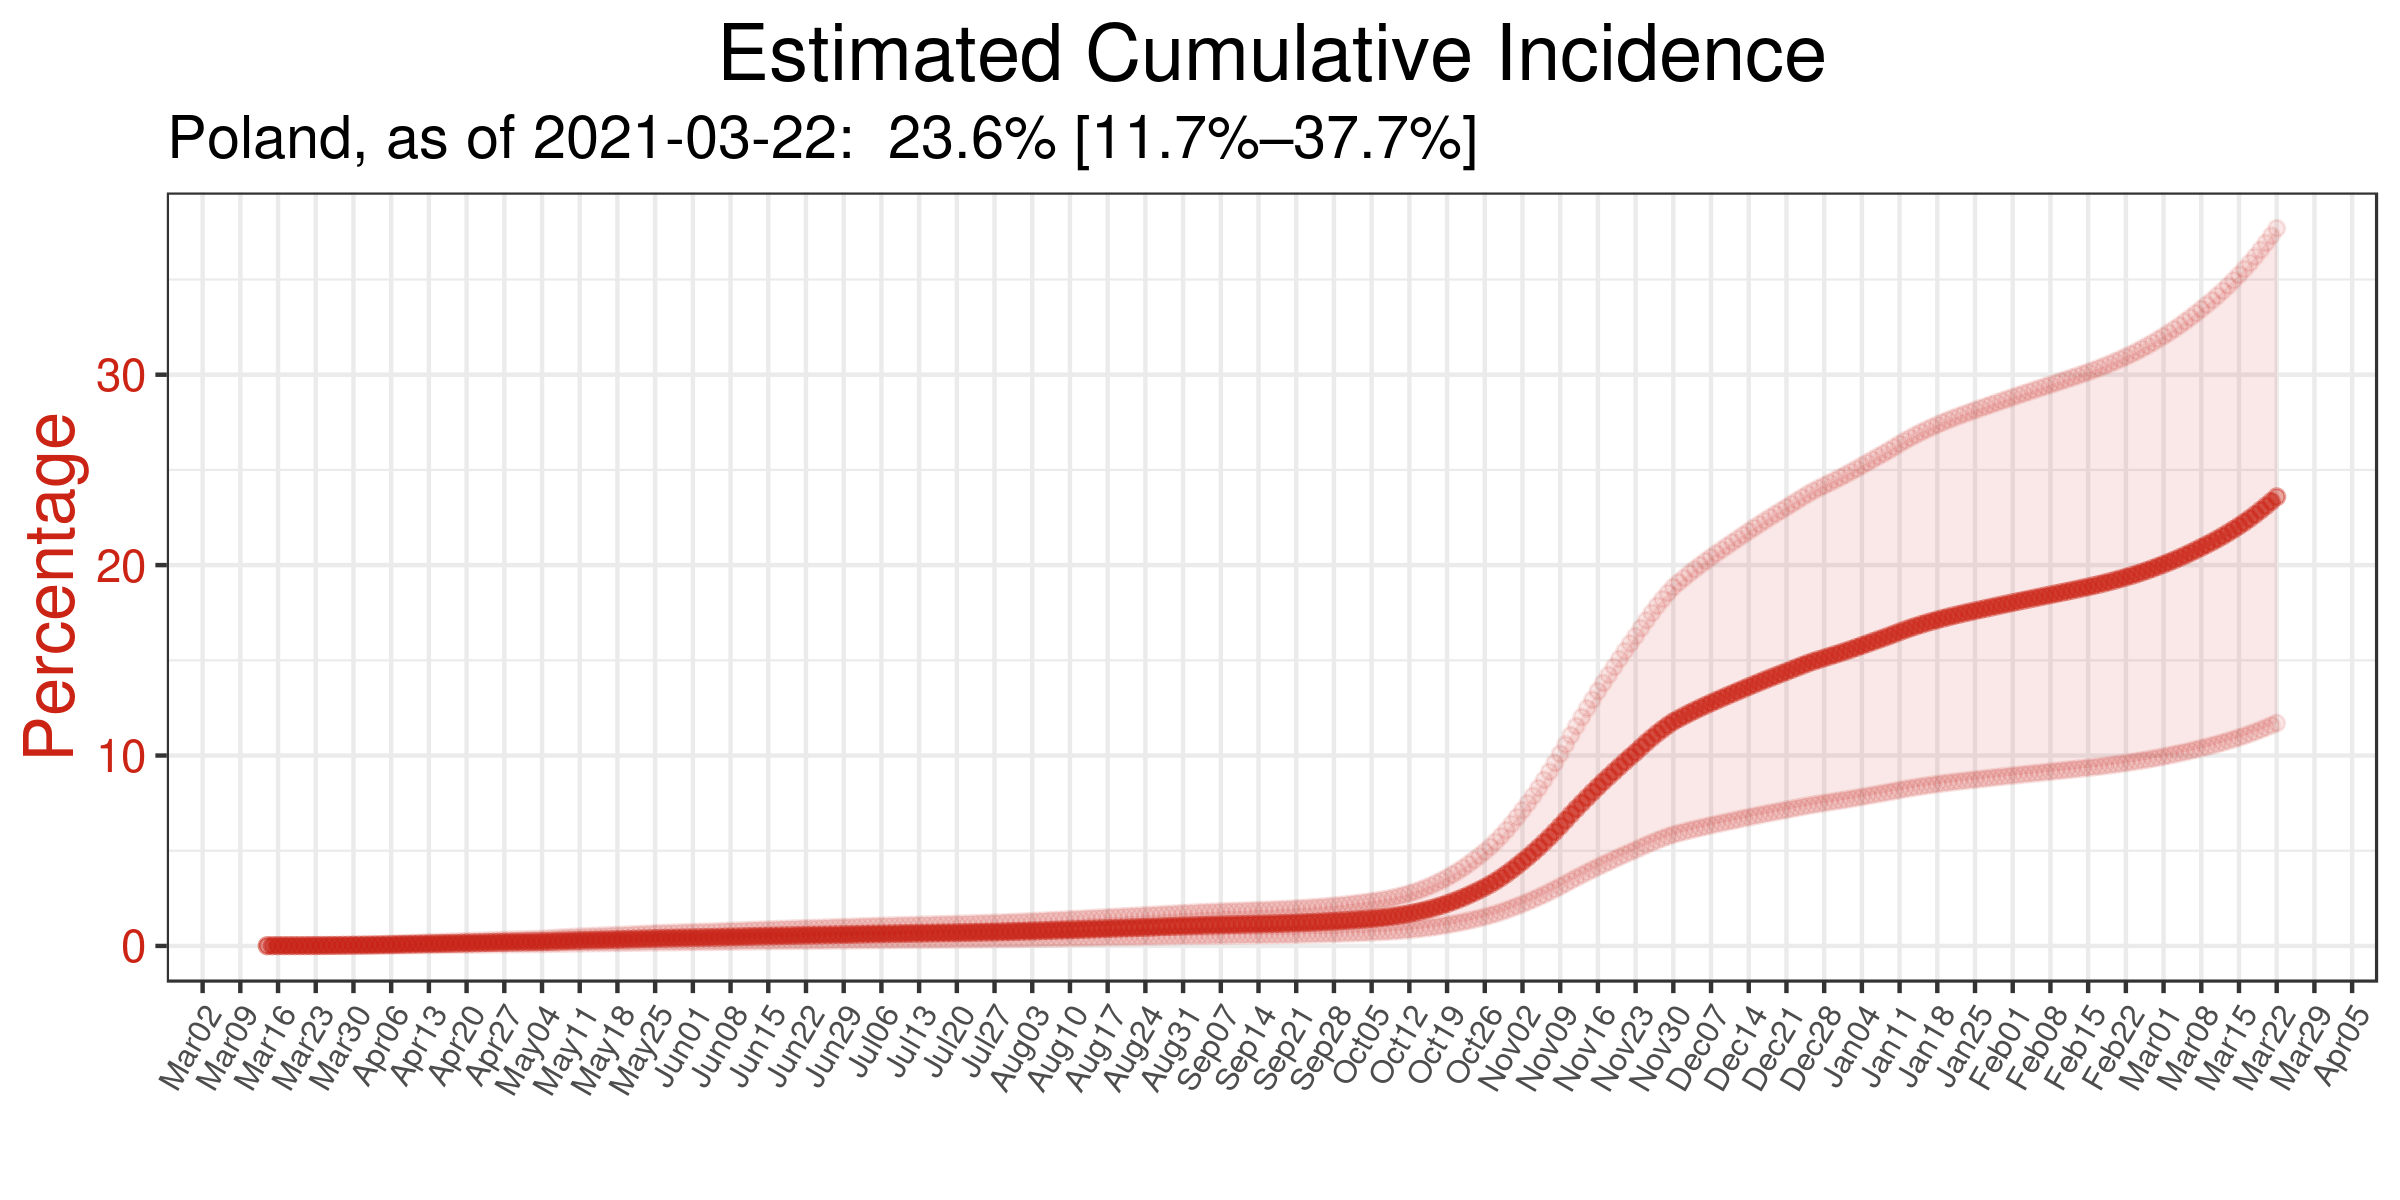 Estimated Cumulative Incidence
Poland, as of 2021-03-22:  23.6% [11.7%–37.7%]
Percentage
30
20
10
0
Mar02 Mar09 Mar16 Mar23 Mar30 Apr06 Apr13 Apr20 Apr27 May04 May11 May18 May25 Jun01 Jun08 Jun15 Jun22 Jun29 Jul06 Jul13 Jul20 Jul27 Aug03 Aug10 Aug17 Aug24 Aug31 Sep07 Sep14 Sep21 Sep28 Oct05 Oct12 Oct19 Oct26 Nov02 Nov09 Nov16 Nov23 Nov30 Dec07 Dec14 Dec21 Dec28 Jan04 Jan11 Jan18 Jan25 Feb01 Feb08 Feb15 Feb22 Mar01 Mar08 Mar15 Mar22 Mar29 Apr05